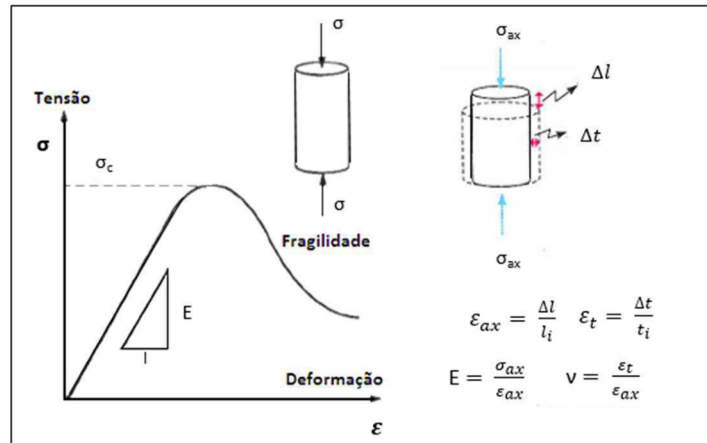 σ
Tensão
σ
σc
σ
Fragilidade
E
I
Deformação
ε
σax
Δl
Δt
σax
εax = Δl/li εt = Δt/ti
E = σax/εax ν = εt/εax